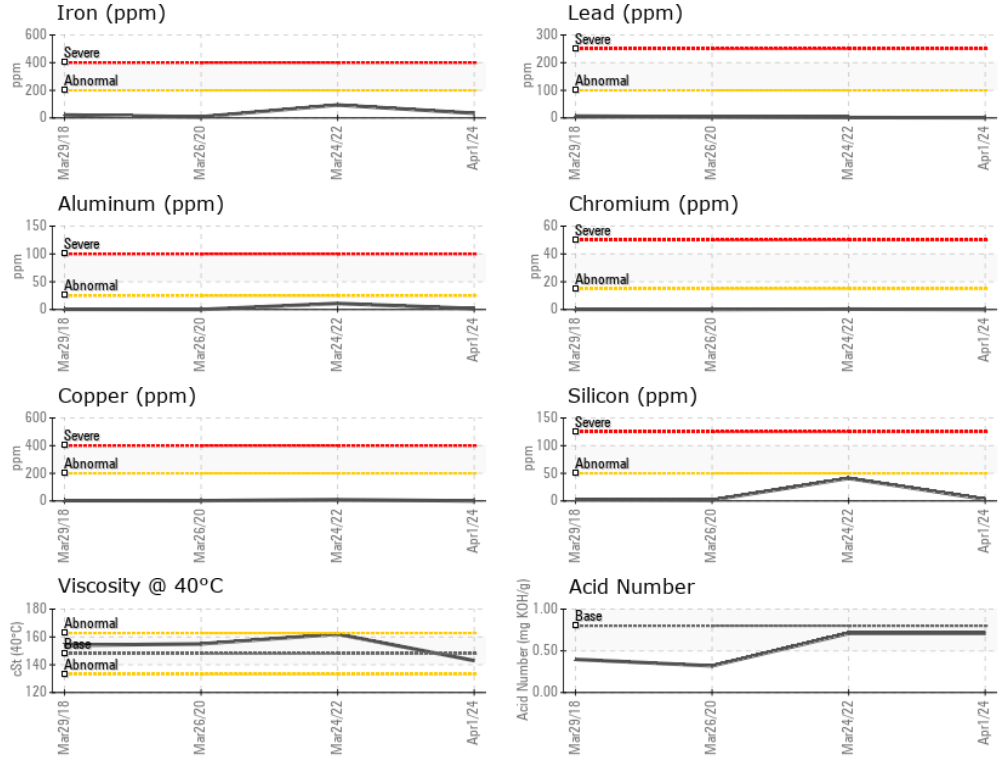 Iron (ppm)
600
400
200
0
ppm
Severe
Abnormal
Mar29/18
Mar26/20
Mar24/22
Apr1/24
Lead (ppm)
300
200
100
0
ppm
Severe
Abnormal
Mar29/18
Mar26/20
Mar24/22
Apr1/24
Aluminum (ppm)
150
100
50
0
ppm
Severe
Abnormal
Mar29/18
Mar26/20
Mar24/22
Apr1/24
Chromium (ppm)
60
40
20
0
ppm
Severe
Abnormal
Mar29/18
Mar26/20
Mar24/22
Apr1/24
Copper (ppm)
600
400
200
0
ppm
Severe
Abnormal
Mar29/18
Mar26/20
Mar24/22
Apr1/24
Silicon (ppm)
150
100
50
0
ppm
Severe
Abnormal
Mar29/18
Mar26/20
Mar24/22
Apr1/24
Viscosity @ 40°C
180
160
140
120
cSt (40°C)
Abnormal
Base
Abnormal
Mar29/18
Mar26/20
Mar24/22
Apr1/24
Acid Number
1.00
0.50
0.00
Acid Number (mg KOH/g)
Base
Mar29/18
Mar26/20
Mar24/22
Apr1/24